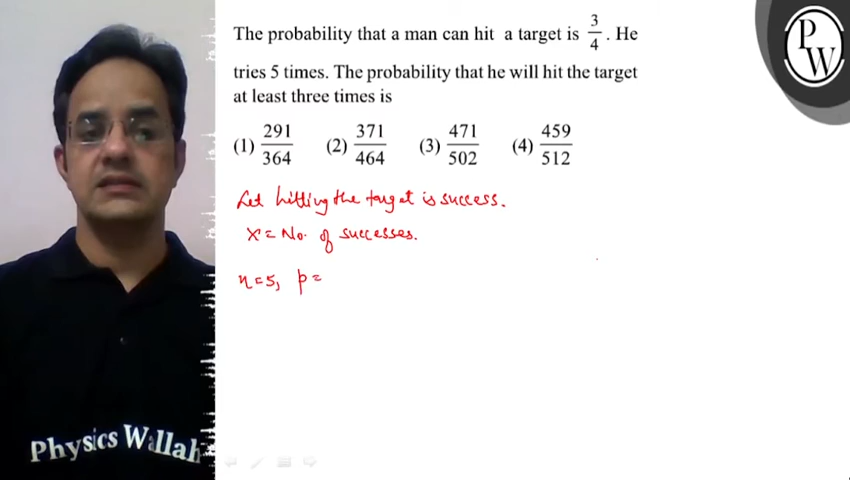 The probability that a man can hit a target is 3/4. He
tries 5 times. The probability that he will hit the target
at least three times is
(1) 291/364 (2) 371/464 (3) 471/502 (4) 459/512
Let hitting the target is success.
X = No. of successes.
n=5, p=
Physics Wallah
PW